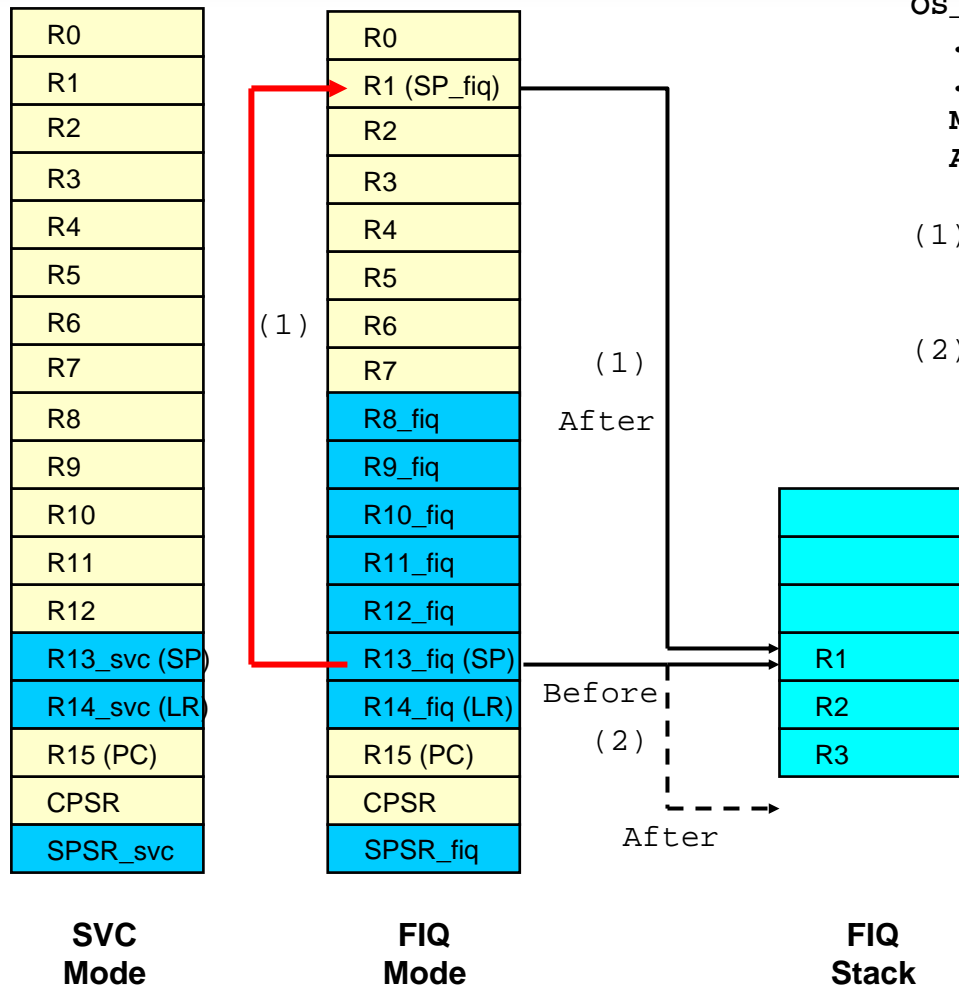 R0
R1
R2
R3
R4
R5
R6
R7
R8
R9
R10
R11
R12
R13_svc (SP)
R14_svc (LR)
R15 (PC)
CPSR
SPSR_svc
SVC
Mode
(1)
R0
R1 (SP_fiq)
R2
R3
R4
R5
R6
R7
R8_fiq
R9_fiq
R10_fiq
R11_fiq
R12_fiq
R13_fiq (SP)
R14_fiq (LR)
R15 (PC)
CPSR
SPSR_fiq
FIQ
Mode
(1)
After
Before
(2)
After
R1
R2
R3
FIQ
Stack
OS_
.
.
(1)
(2)